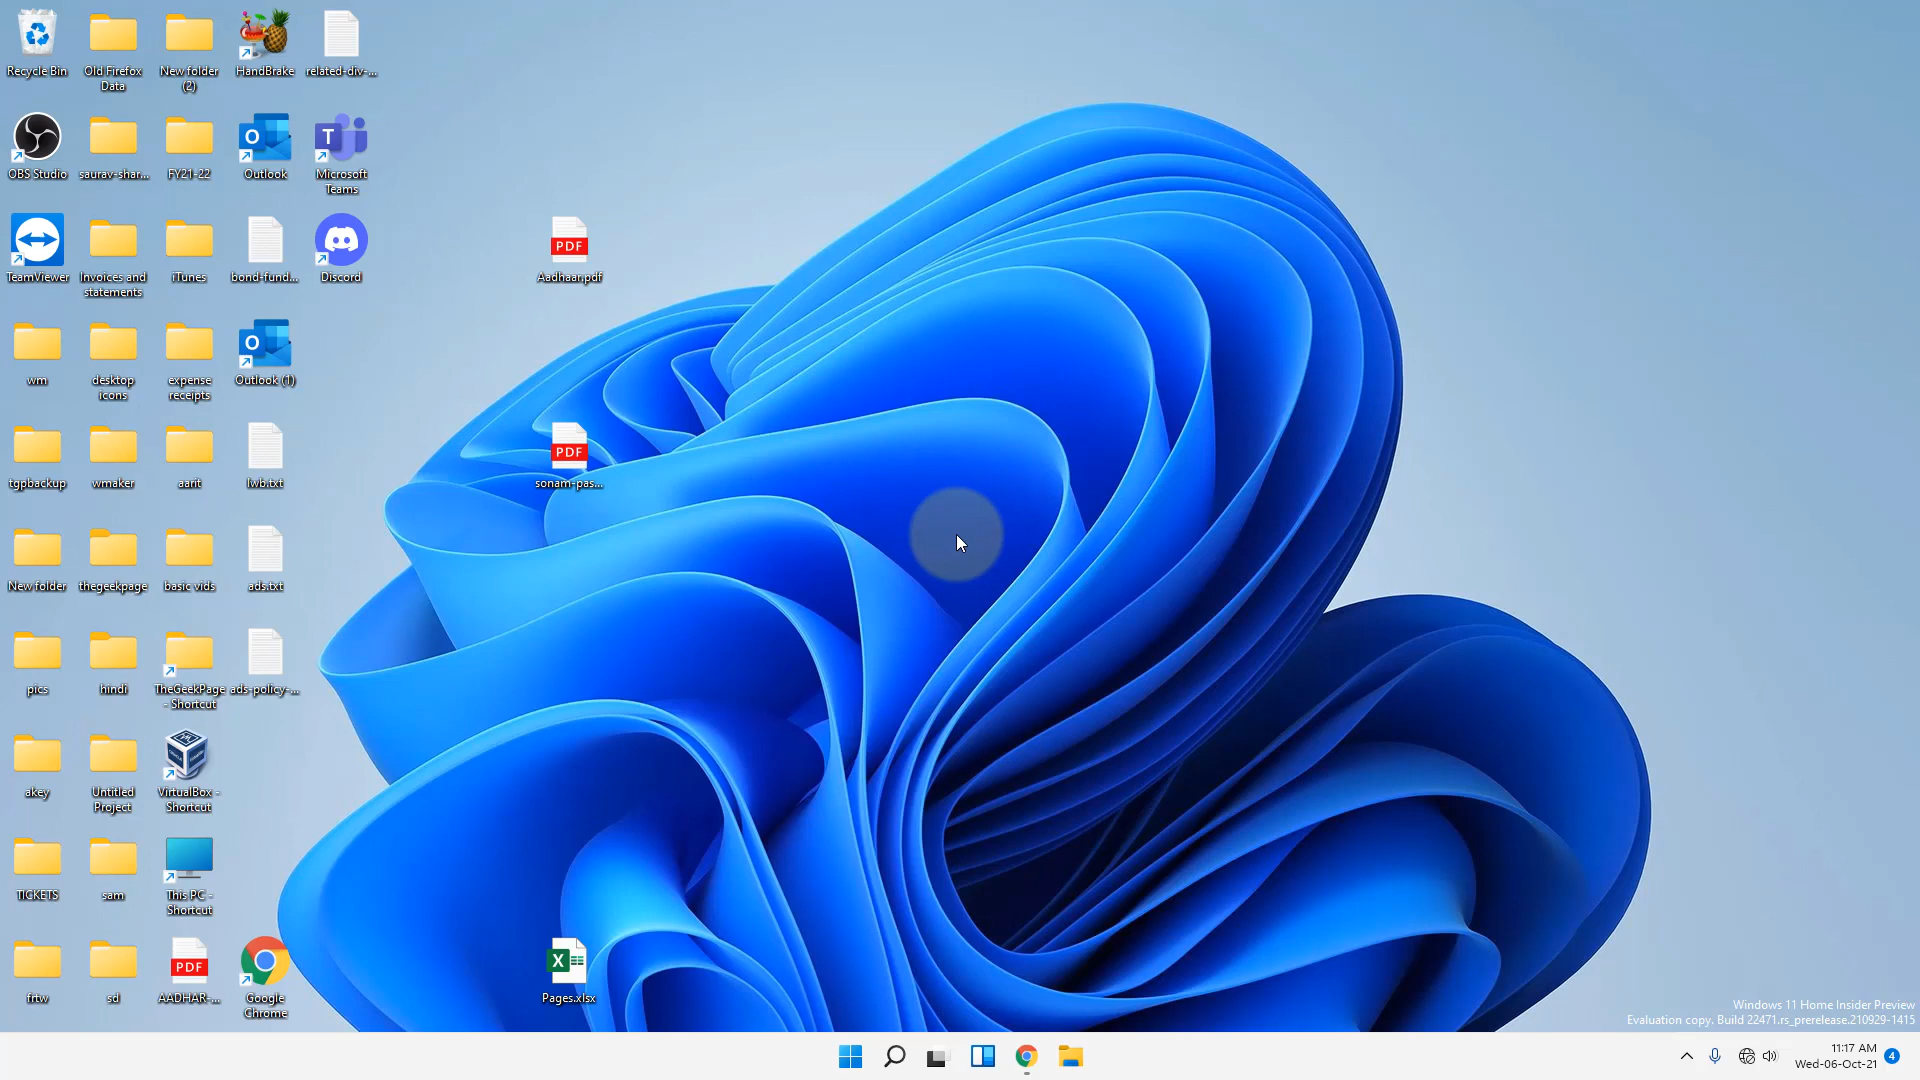 Recycle Bin
Old Firefox
Data
New folder
(2)
HandBrake
related-div-...
OBS Studio
saurav-shar...
FY21-22
Outlook
T
Microsoft
Teams
TeamViewer
Invoices and
statements
iTunes
bond-fund...
Discord
PDF
Aadhaar.pdf
wm
desktop
icons
expense
receipts
Outlook (1)
tgpbackup
wmaker
aarit
lwb.txt
PDF
sonam-pas...
New folder
thegeekpage
basic vids
ads.txt
pics
hindi
TheGeekPage
- Shortcut
ads-policy-...
akey
Untitled
Project
VirtualBox -
Shortcut
TICKETS
sam
This PC -
Shortcut
frtw
sd
PDF
AADHAR-...
Google
Chrome
X
Pages.xlsx
Windows 11 Home Insider Preview
Evaluation copy. Build 22471.rs_prerelease.210929-1415
11:17 AM
Wed-06-Oct-21
4